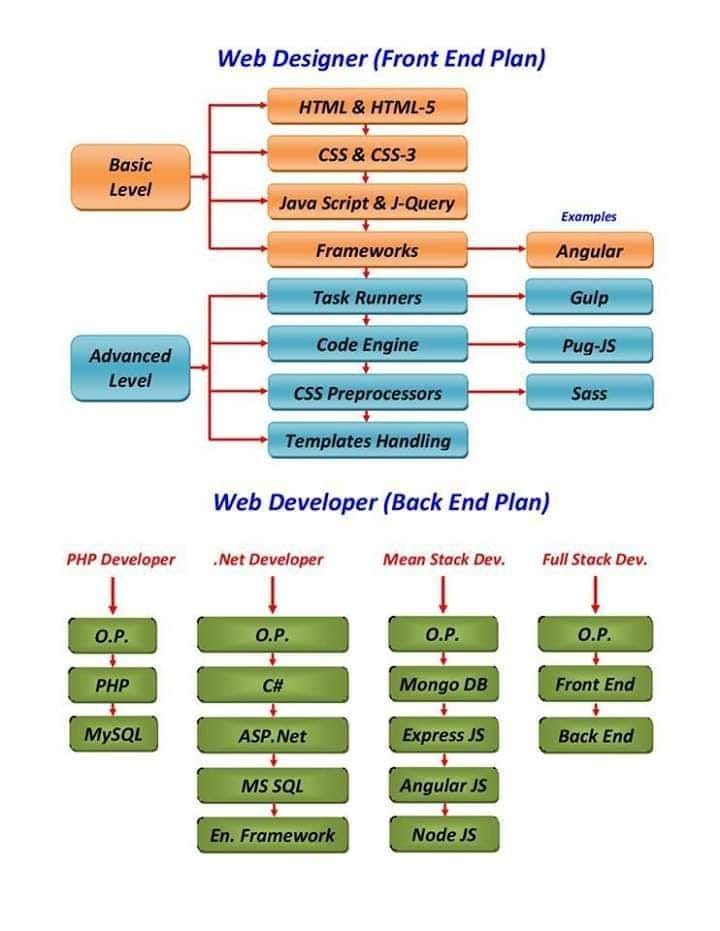 Web Designer (Front End Plan)
Basic
Level
HTML & HTML-5
CSS & CSS-3
Java Script & J-Query
Examples
Frameworks
Angular
Advanced
Level
Task Runners
Gulp
Code Engine
Pug-JS
CSS Preprocessors
Sass
Templates Handling
Web Developer (Back End Plan)
PHP Developer
O.P.
PHP
MySQL
.Net Developer
O.P.
C#
ASP.Net
MS SQL
En. Framework
Mean Stack Dev.
O.P.
Mongo DB
Express JS
Angular JS
Node JS
Full Stack Dev.
O.P.
Front End
Back End